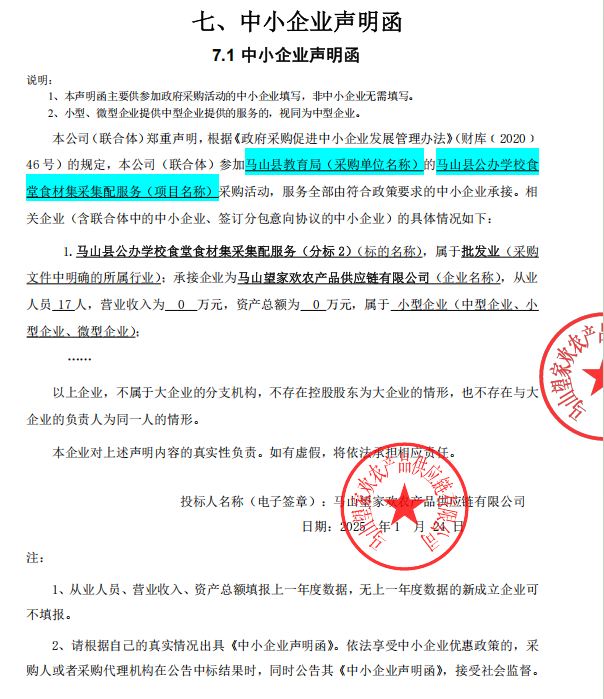 七、中小企业声明函
7.1 中小企业声明函
说明：
1、本声明函主要供参加政府采购活动的中小企业填写，非中小企业无需填写。
2、小型、微型企业提供中型企业提供的服务的，视同为中型企业。
本公司（联合体）郑重声明，根据《政府采购促进中小企业发展管理办法》（财库﹝2020﹞
46 号）的规定，本公司（联合体）参加马山县教育局（采购单位名称）的马山县公办学校食
堂食材集采集配服务（项目名称）采购活动，服务全部由符合政策要求的中小企业承接。相
关企业（含联合体中的中小企业、签订分包意向协议的中小企业）的具体情况如下：
1. 马山县公办学校食堂食材集采集配服务（分标 2）（标的名称），属于批发业（采购
文件中明确的所属行业）；承接企业为马山望家欢农产品供应链有限公司（企业名称），从业
人员 17 人，营业收入为 0 万元，资产总额为 0 万元，属于 小型企业（中型企业、小
型企业、微型企业）；
……
以上企业，不属于大企业的分支机构，不存在控股股东为大企业的情形，也不存在与大
企业的负责人为同一人的情形。
本企业对上述声明内容的真实性负责。如有虚假，将依法承担相应责任。
投标人名称（电子签章）：马山望家欢农产品供应链有限公司
日期：2025 年 1 月 24 日
马山望家欢农产品供应链有限公司
马山望家欢农产品
注：
1、从业人员、营业收入、资产总额填报上一年度数据，无上一年度数据的新成立企业可
不填报。
2、请根据自己的真实情况出具《中小企业声明函》。依法享受中小企业优惠政策的，采
购人或者采购代理机构在公告中标结果时，同时公告其《中小企业声明函》，接受社会监督。